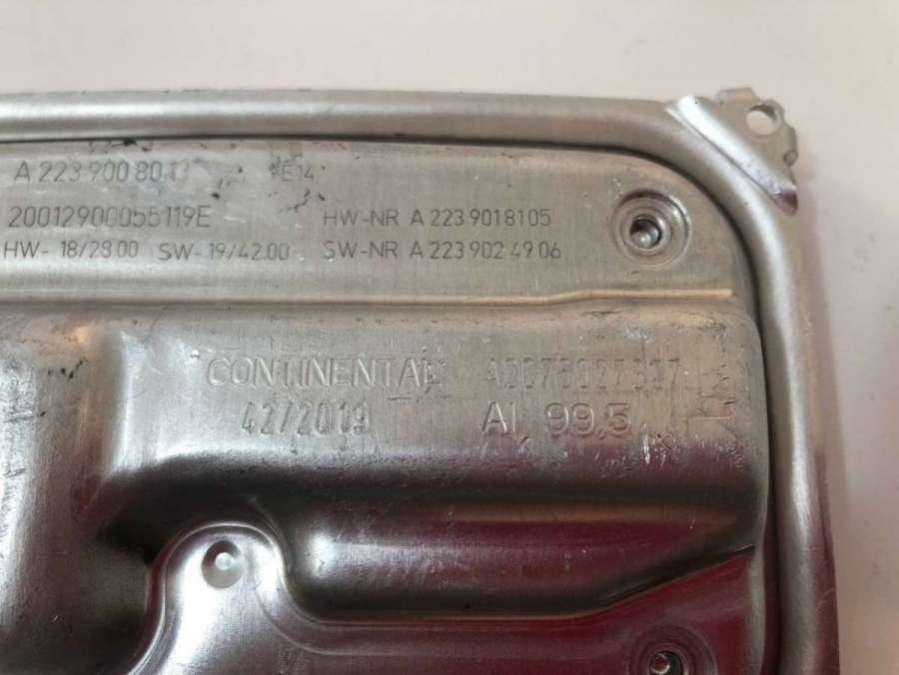 A 223 900 80 13 E14
20012900055119E HW-NR A 223 901 81 05
HW- 18/28.00 SW- 19/42.00 SW-NR A 223 902 49 06
CONTINENTAL
42/2019 Al 99,5